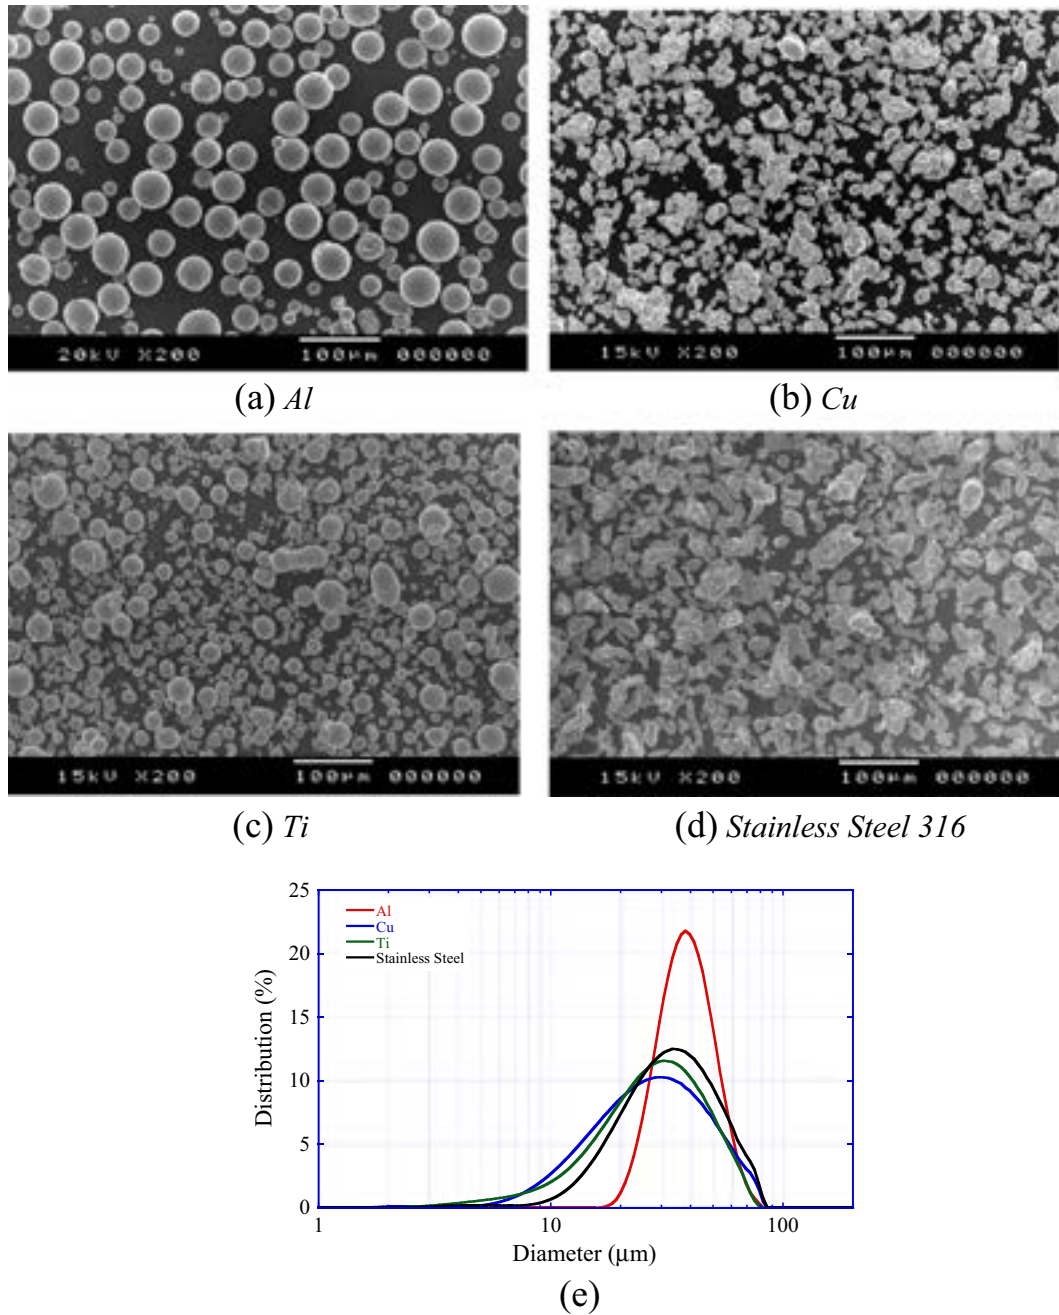 20kV X200 100µm 000000
15kV X200 100µm 000000
(a) Al
(b) Cu
15kV X200 100µm 000000
15kV X200 100µm 000000
(c) Ti
(d) Stainless Steel 316
25
20
15
10
5
0
Distribution (%)
Al
Cu
Ti
Stainless Steel
1
10
100
Diameter (µm)
(e)